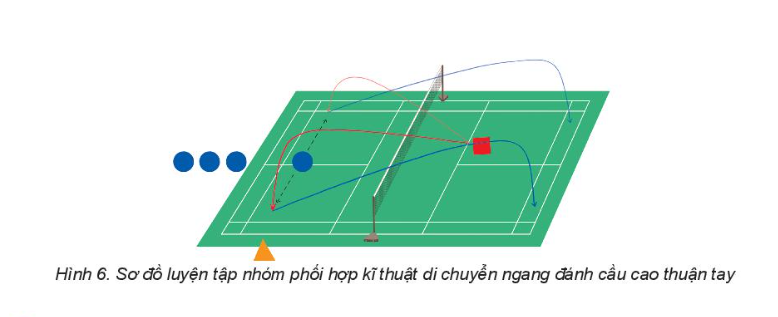 Hình 6. Sơ đồ luyện tập nhóm phối hợp kĩ thuật di chuyển ngang đánh cầu cao thuận tay